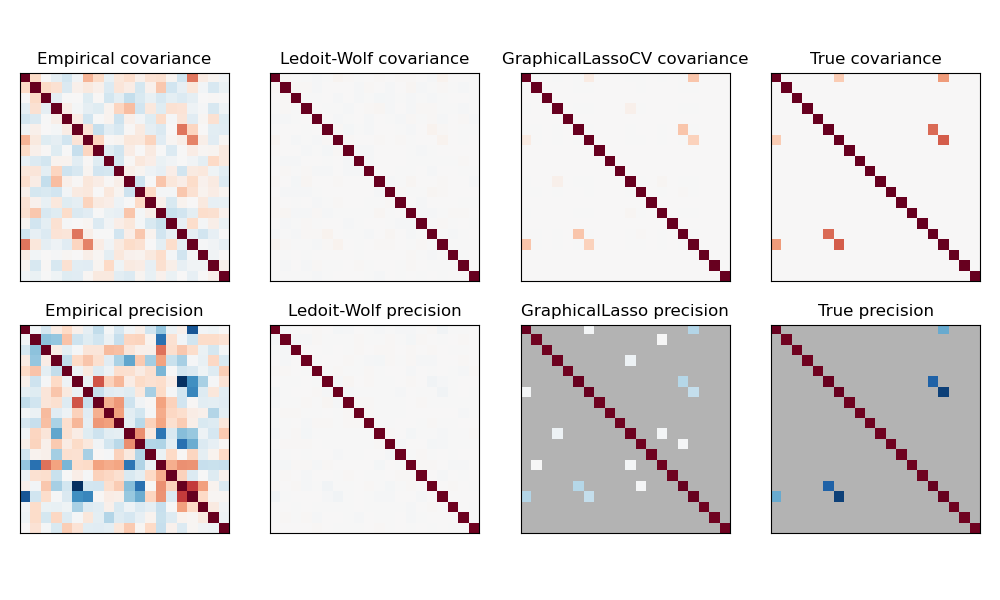 Empirical covariance
Ledoit-Wolf covariance
GraphicalLassoCV covariance
True covariance
Empirical precision
Ledoit-Wolf precision
GraphicalLasso precision
True precision